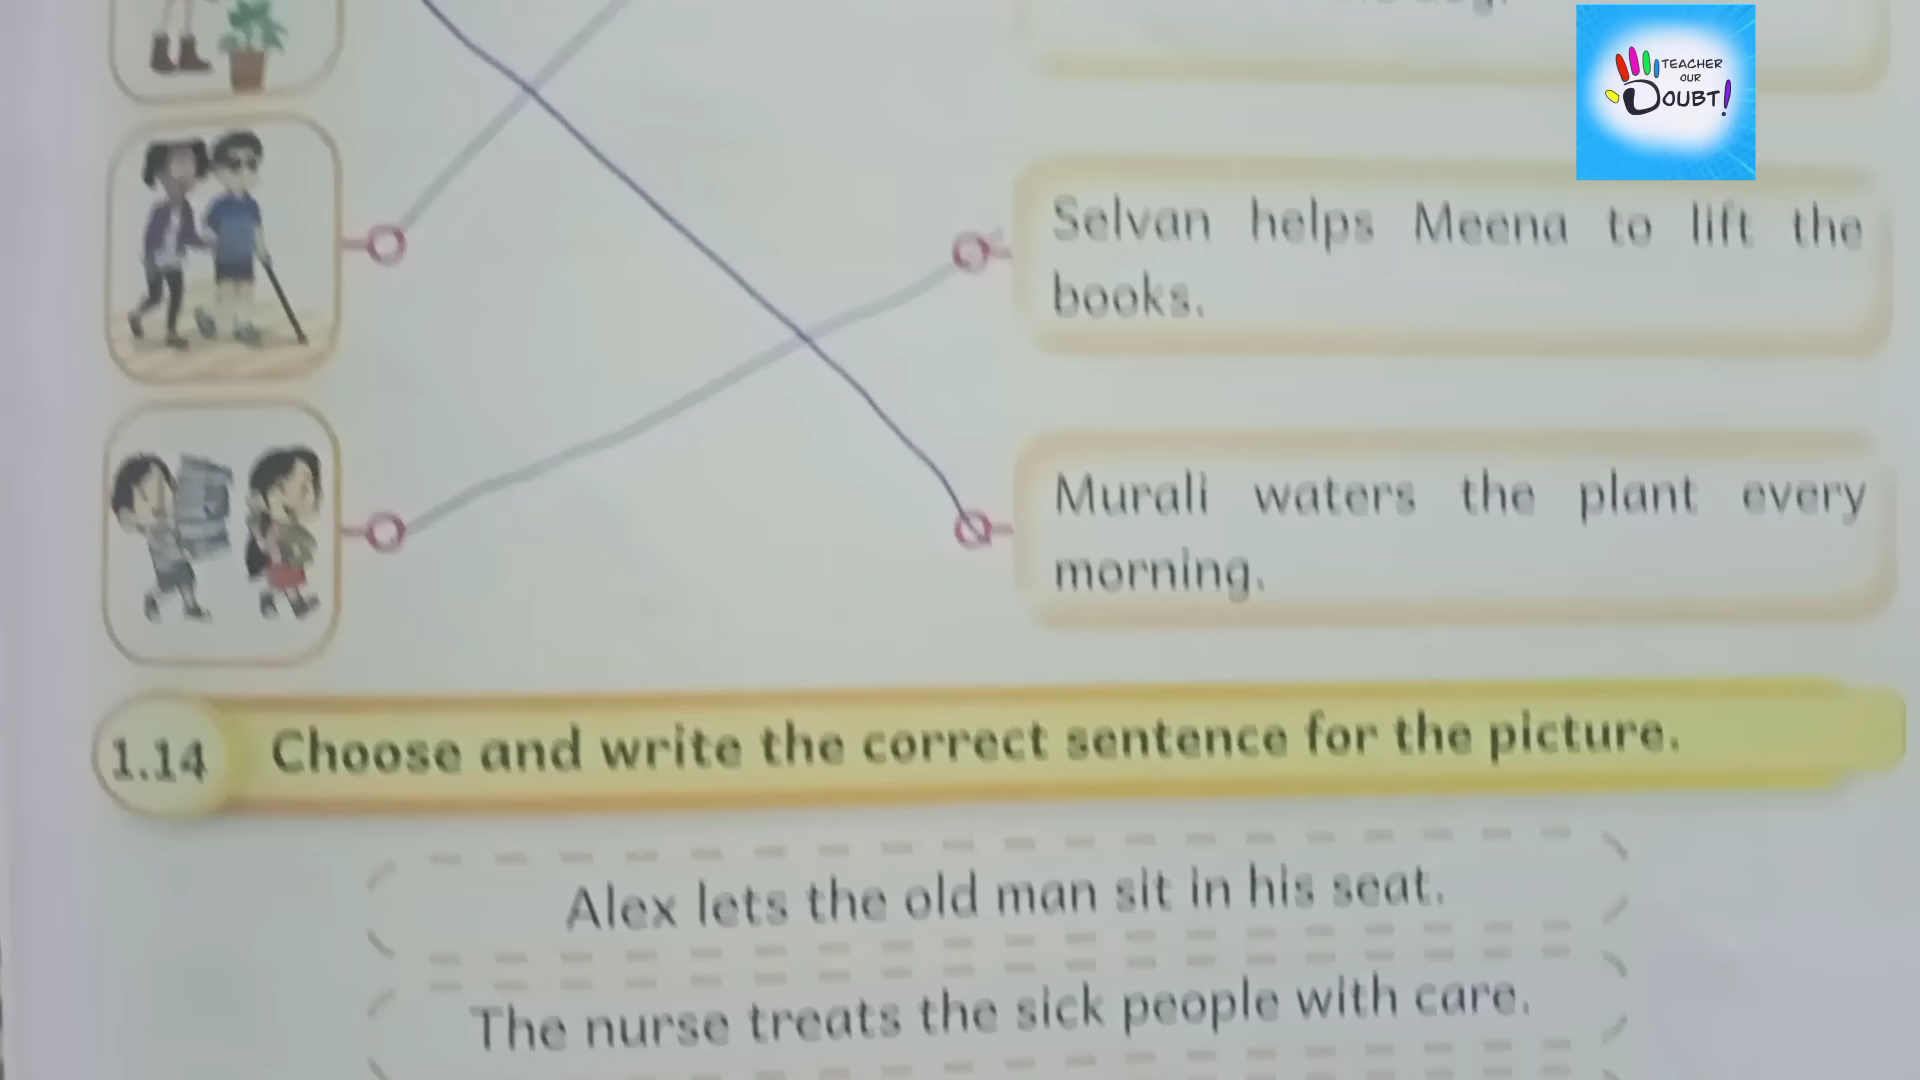 TEACHER
OUR
DOUBT!
Selvan helps Meena to lift the
books.
Murali waters the plant every
morning.
1.14 Choose and write the correct sentence for the picture.
Alex lets the old man sit in his seat.
The nurse treats the sick people with care.